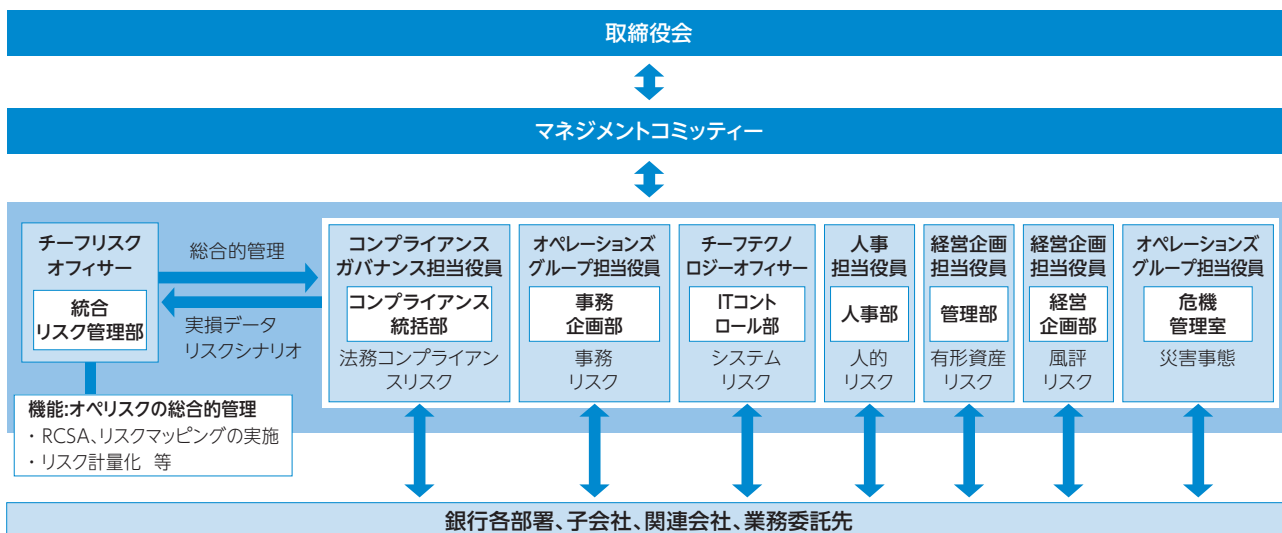 取締役会
マネジメントコミッティー
チーフリスク
オフィサー
統合
リスク管理部
総合的管理
実損データ
リスクシナリオ
コンプライアンス
ガバナンス担当役員
コンプライアンス
統括部
法務コンプライアン
スリスク
オペレーションズ
グループ担当役員
事務
企画部
事務
リスク
チーフテクノ
ロジーオフィサー
ITコント
ロール部
システム
リスク
人事
担当役員
人事部
人的
リスク
経営企画
担当役員
管理部
有形資産
リスク
経営企画
担当役員
経営
企画部
風評
リスク
オペレーションズ
グループ担当役員
危機
管理室
災害事態
機能:オペリスクの総合的管理
・RCSA、リスクマッピングの実施
・リスク計量化 等
銀行各部署、子会社、関連会社、業務委託先